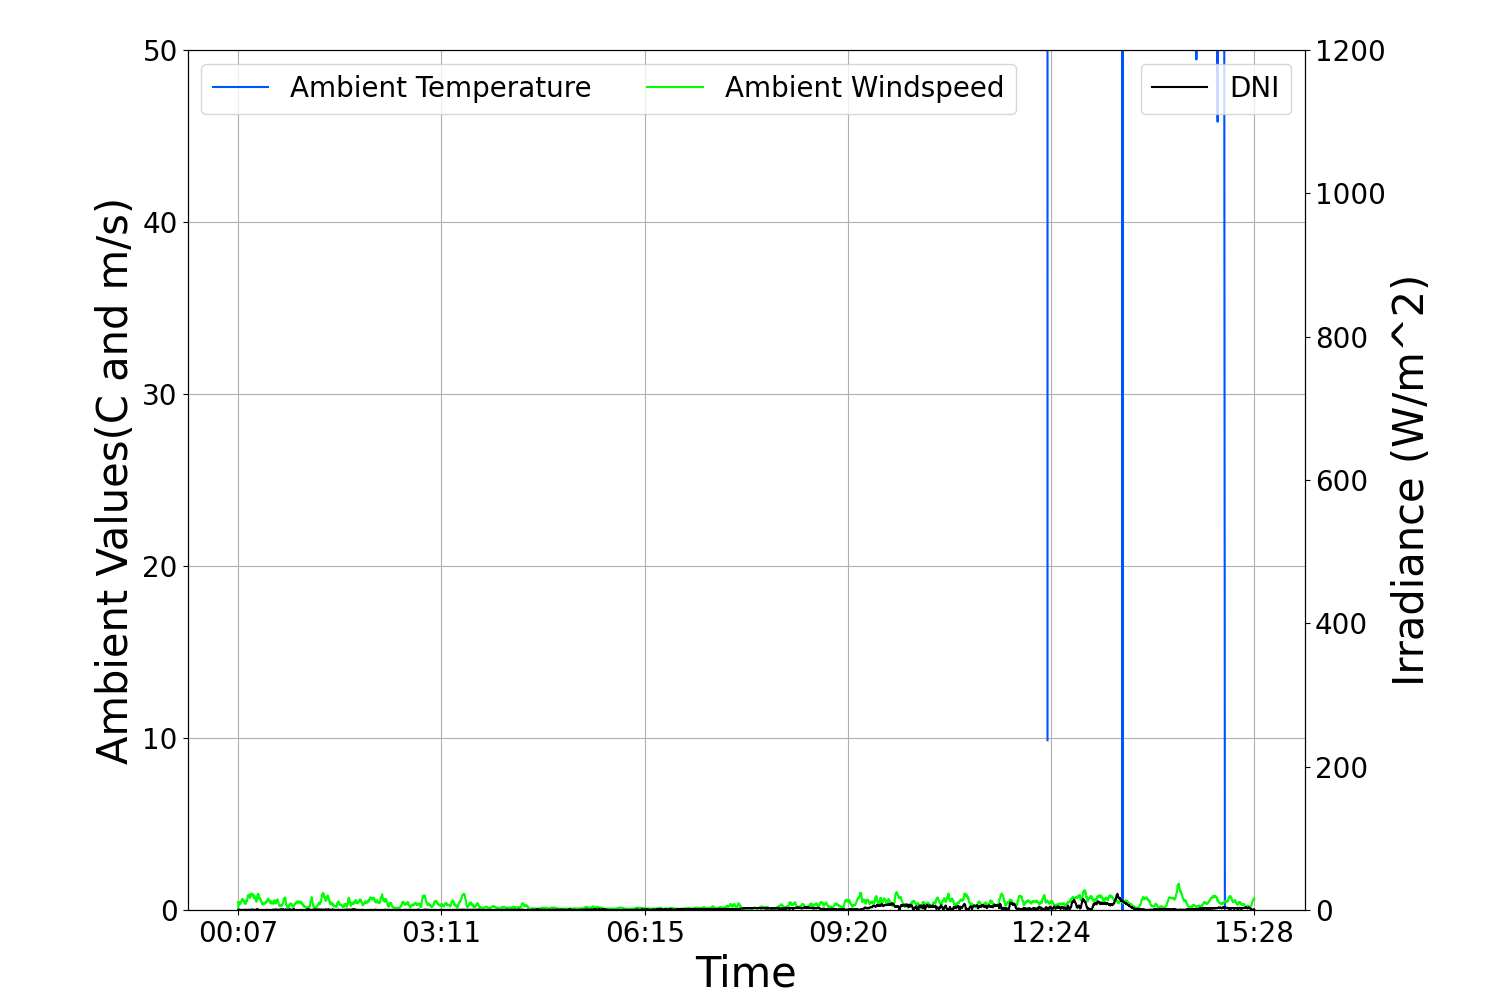 Ambient Temperature
Ambient Windspeed
DNI
Ambient Values(C and m/s)
50
40
30
20
10
0
1200
1000
800
600
400
200
0
Irradiance (W/m^2)
00:07 03:11 06:15 09:20 12:24 15:28
Time